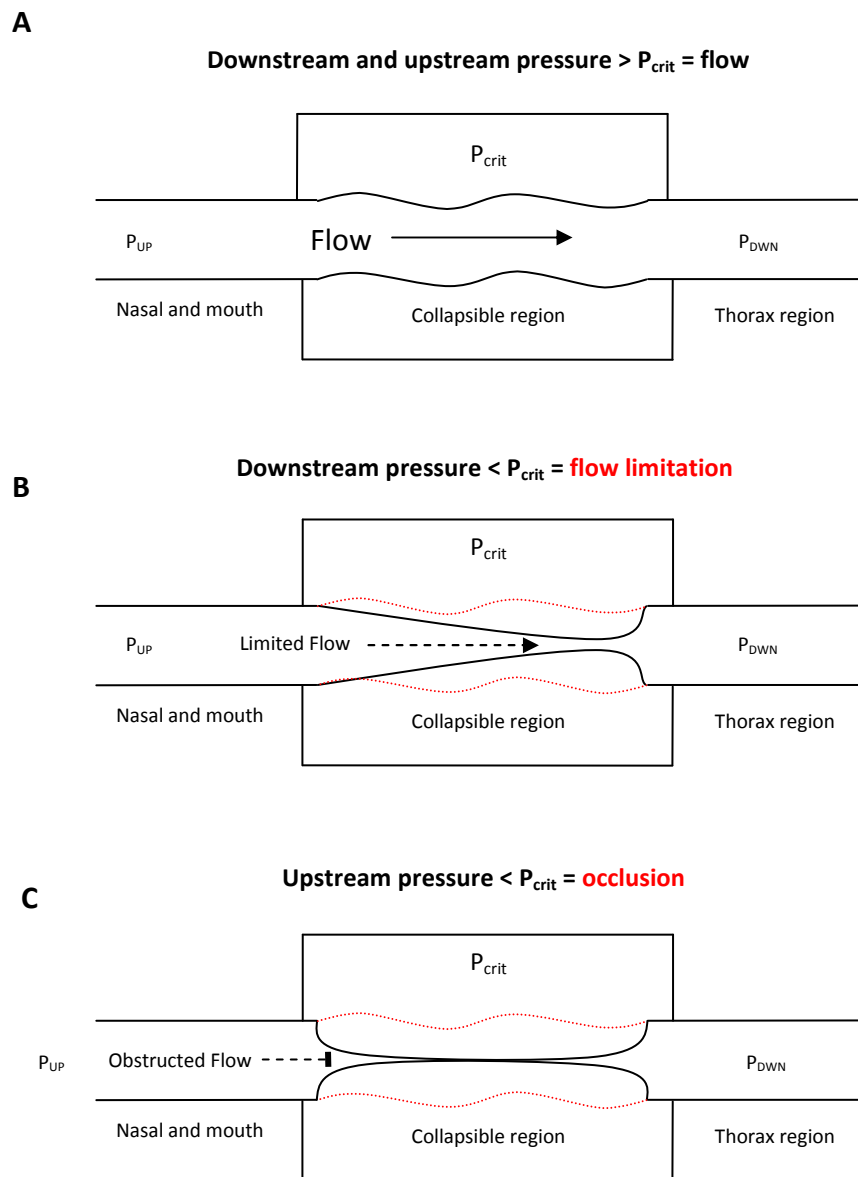 A
Downstream and upstream pressure > Pcrit = flow
Pcrit
PUP
Flow
PDWN
Nasal and mouth
Collapsible region
Thorax region
Downstream pressure < Pcrit = flow limitation
B
Pcrit
PUP
Limited Flow
PDWN
Nasal and mouth
Collapsible region
Thorax region
Upstream pressure < Pcrit = occlusion
C
Pcrit
PUP
Obstructed Flow
PDWN
Nasal and mouth
Collapsible region
Thorax region